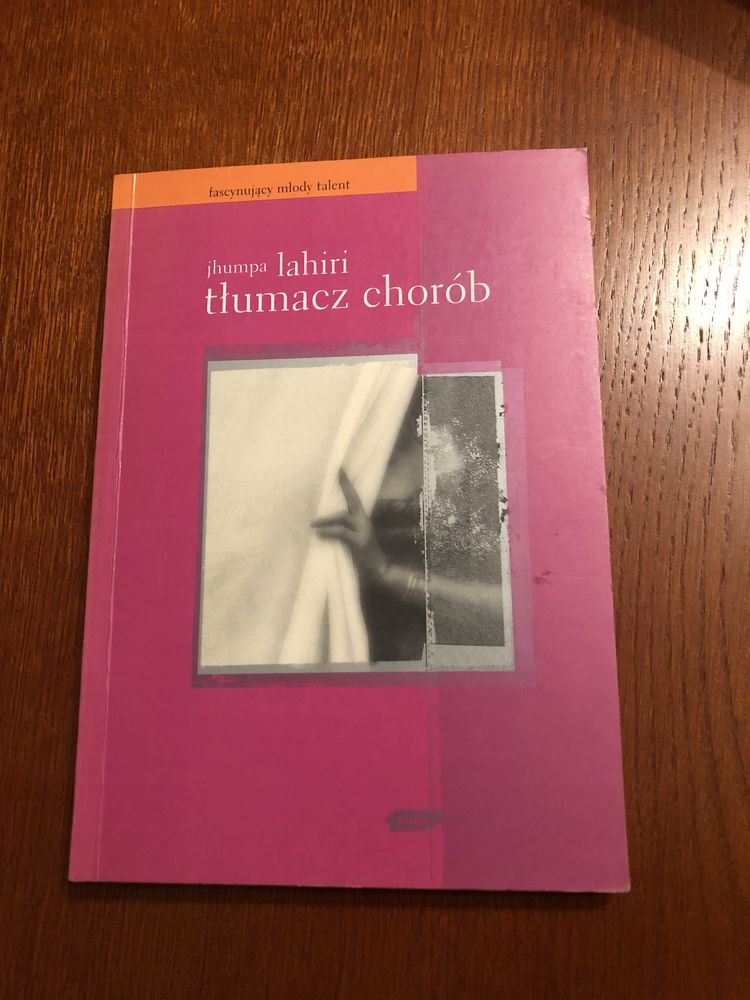 fascynujący młody talent
jhumpa lahiri
tłumacz chorób